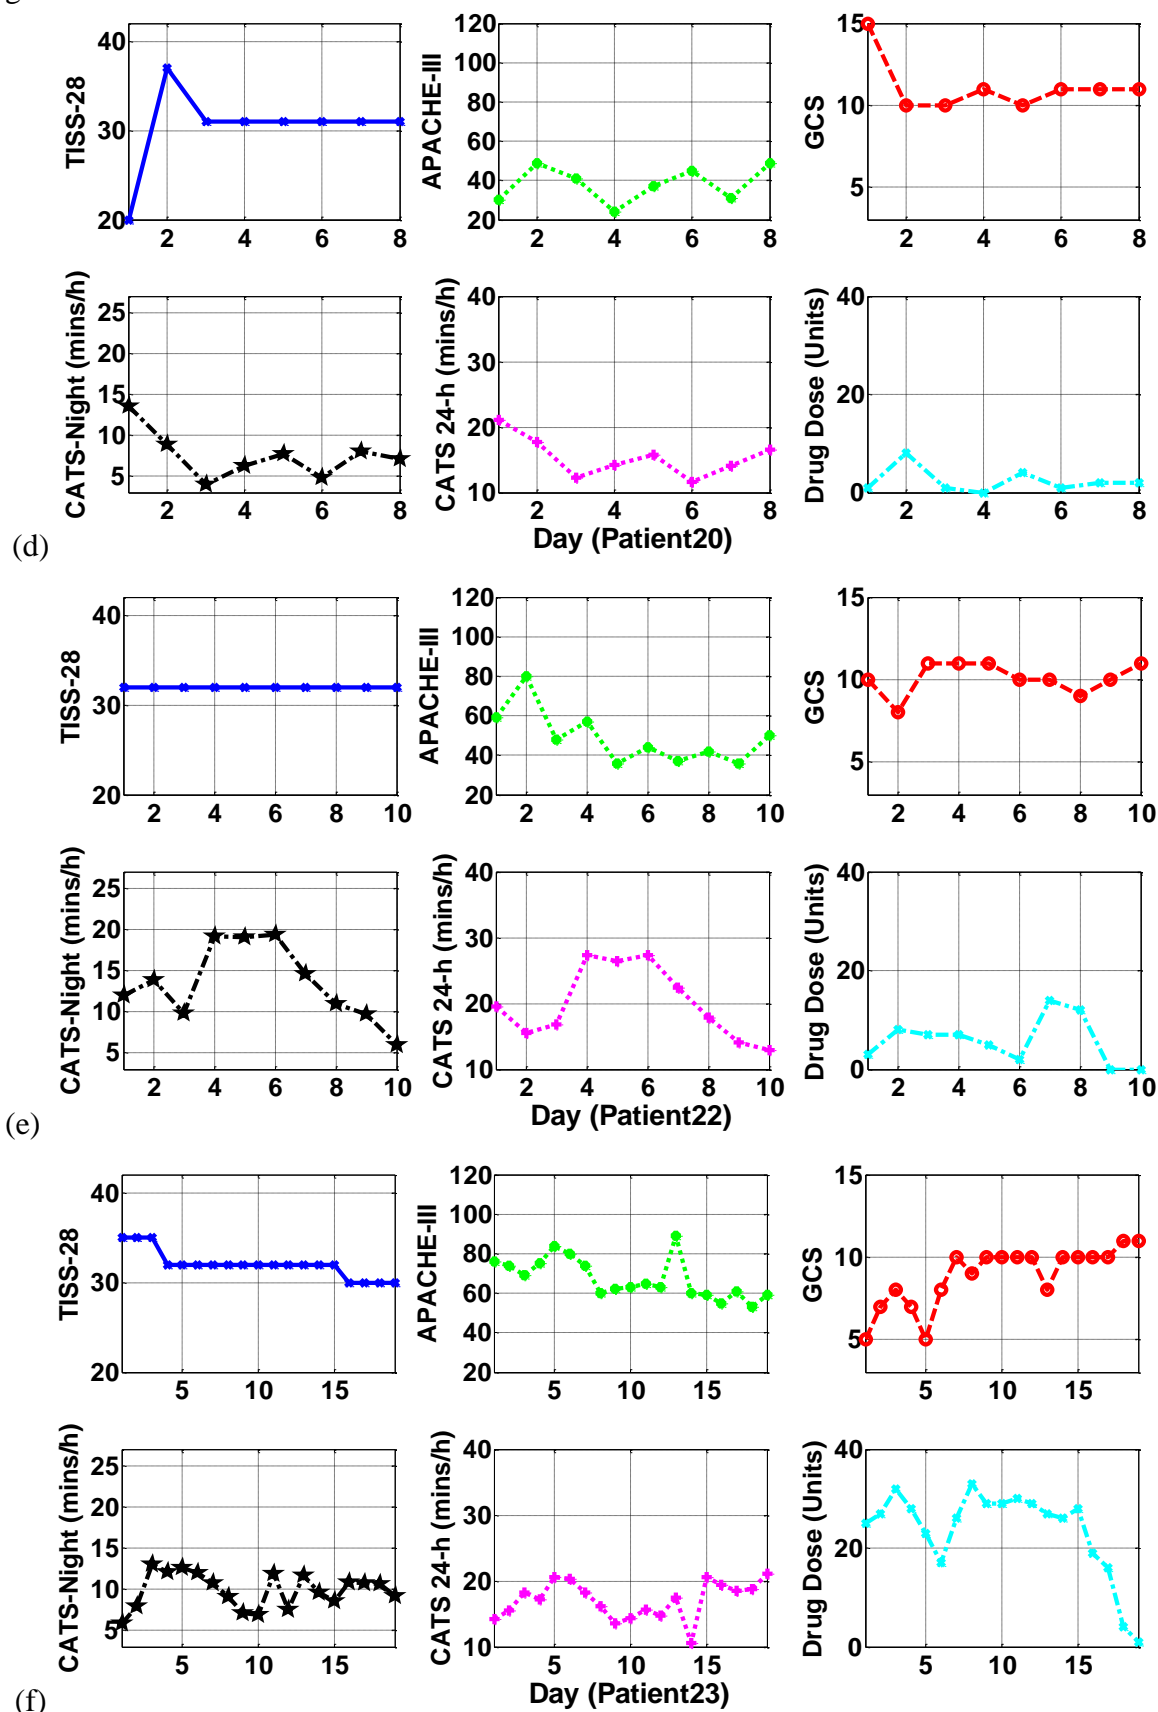 TISS-28
40
30
20
2 4 6 8
APACHE-III
120
100
80
60
40
20
2 4 6 8
GCS
15
10
5
2 4 6 8
CATS-Night (mins/h)
25
20
15
10
5
2 4 6 8
CATS 24-h (mins/h)
40
30
20
10
2 4 6 8
Day (Patient20)
Drug Dose (Units)
40
20
0
2 4 6 8
(d)
TISS-28
40
30
20
2 4 6 8 10
APACHE-III
120
100
80
60
40
20
2 4 6 8 10
GCS
15
10
5
2 4 6 8 10
CATS-Night (mins/h)
25
20
15
10
5
2 4 6 8 10
CATS 24-h (mins/h)
40
30
20
10
2 4 6 8 10
Day (Patient22)
Drug Dose (Units)
40
20
0
2 4 6 8 10
(e)
TISS-28
40
30
20
5 10 15
APACHE-III
120
100
80
60
40
20
5 10 15
GCS
15
10
5
5 10 15
CATS-Night (mins/h)
25
20
15
10
5
5 10 15
CATS 24-h (mins/h)
40
30
20
10
5 10 15
Day (Patient23)
Drug Dose (Units)
40
20
0
5 10 15
(f)